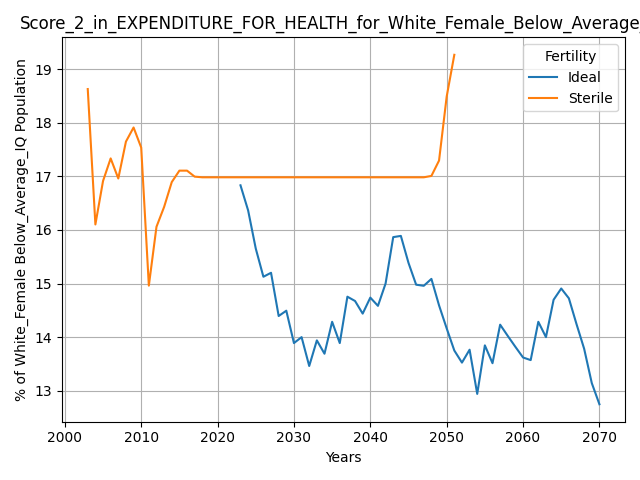 Score_2_in_EXPENDITURE_FOR_HEALTH_for_White_Female_Below_Average_
% of White_Female Below_Average_IQ Population
19
18
17
16
15
14
13
Fertility
Ideal
Sterile
2000 2010 2020 2030 2040 2050 2060 2070
Years